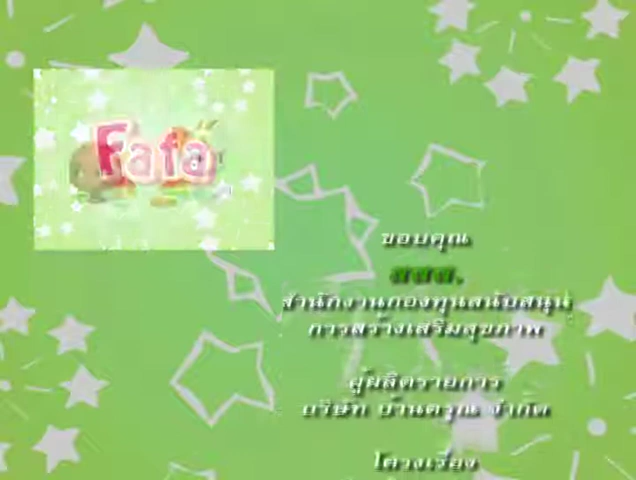 Fafa
ขอบคุณ
สสส.
สำนักงานกองทุนสนับสนุน
การสร้างเสริมสุขภาพ
ผู้ผลิตรายการ
บริษัท บ้านดรุณ จำกัด
โครงเรื่อง